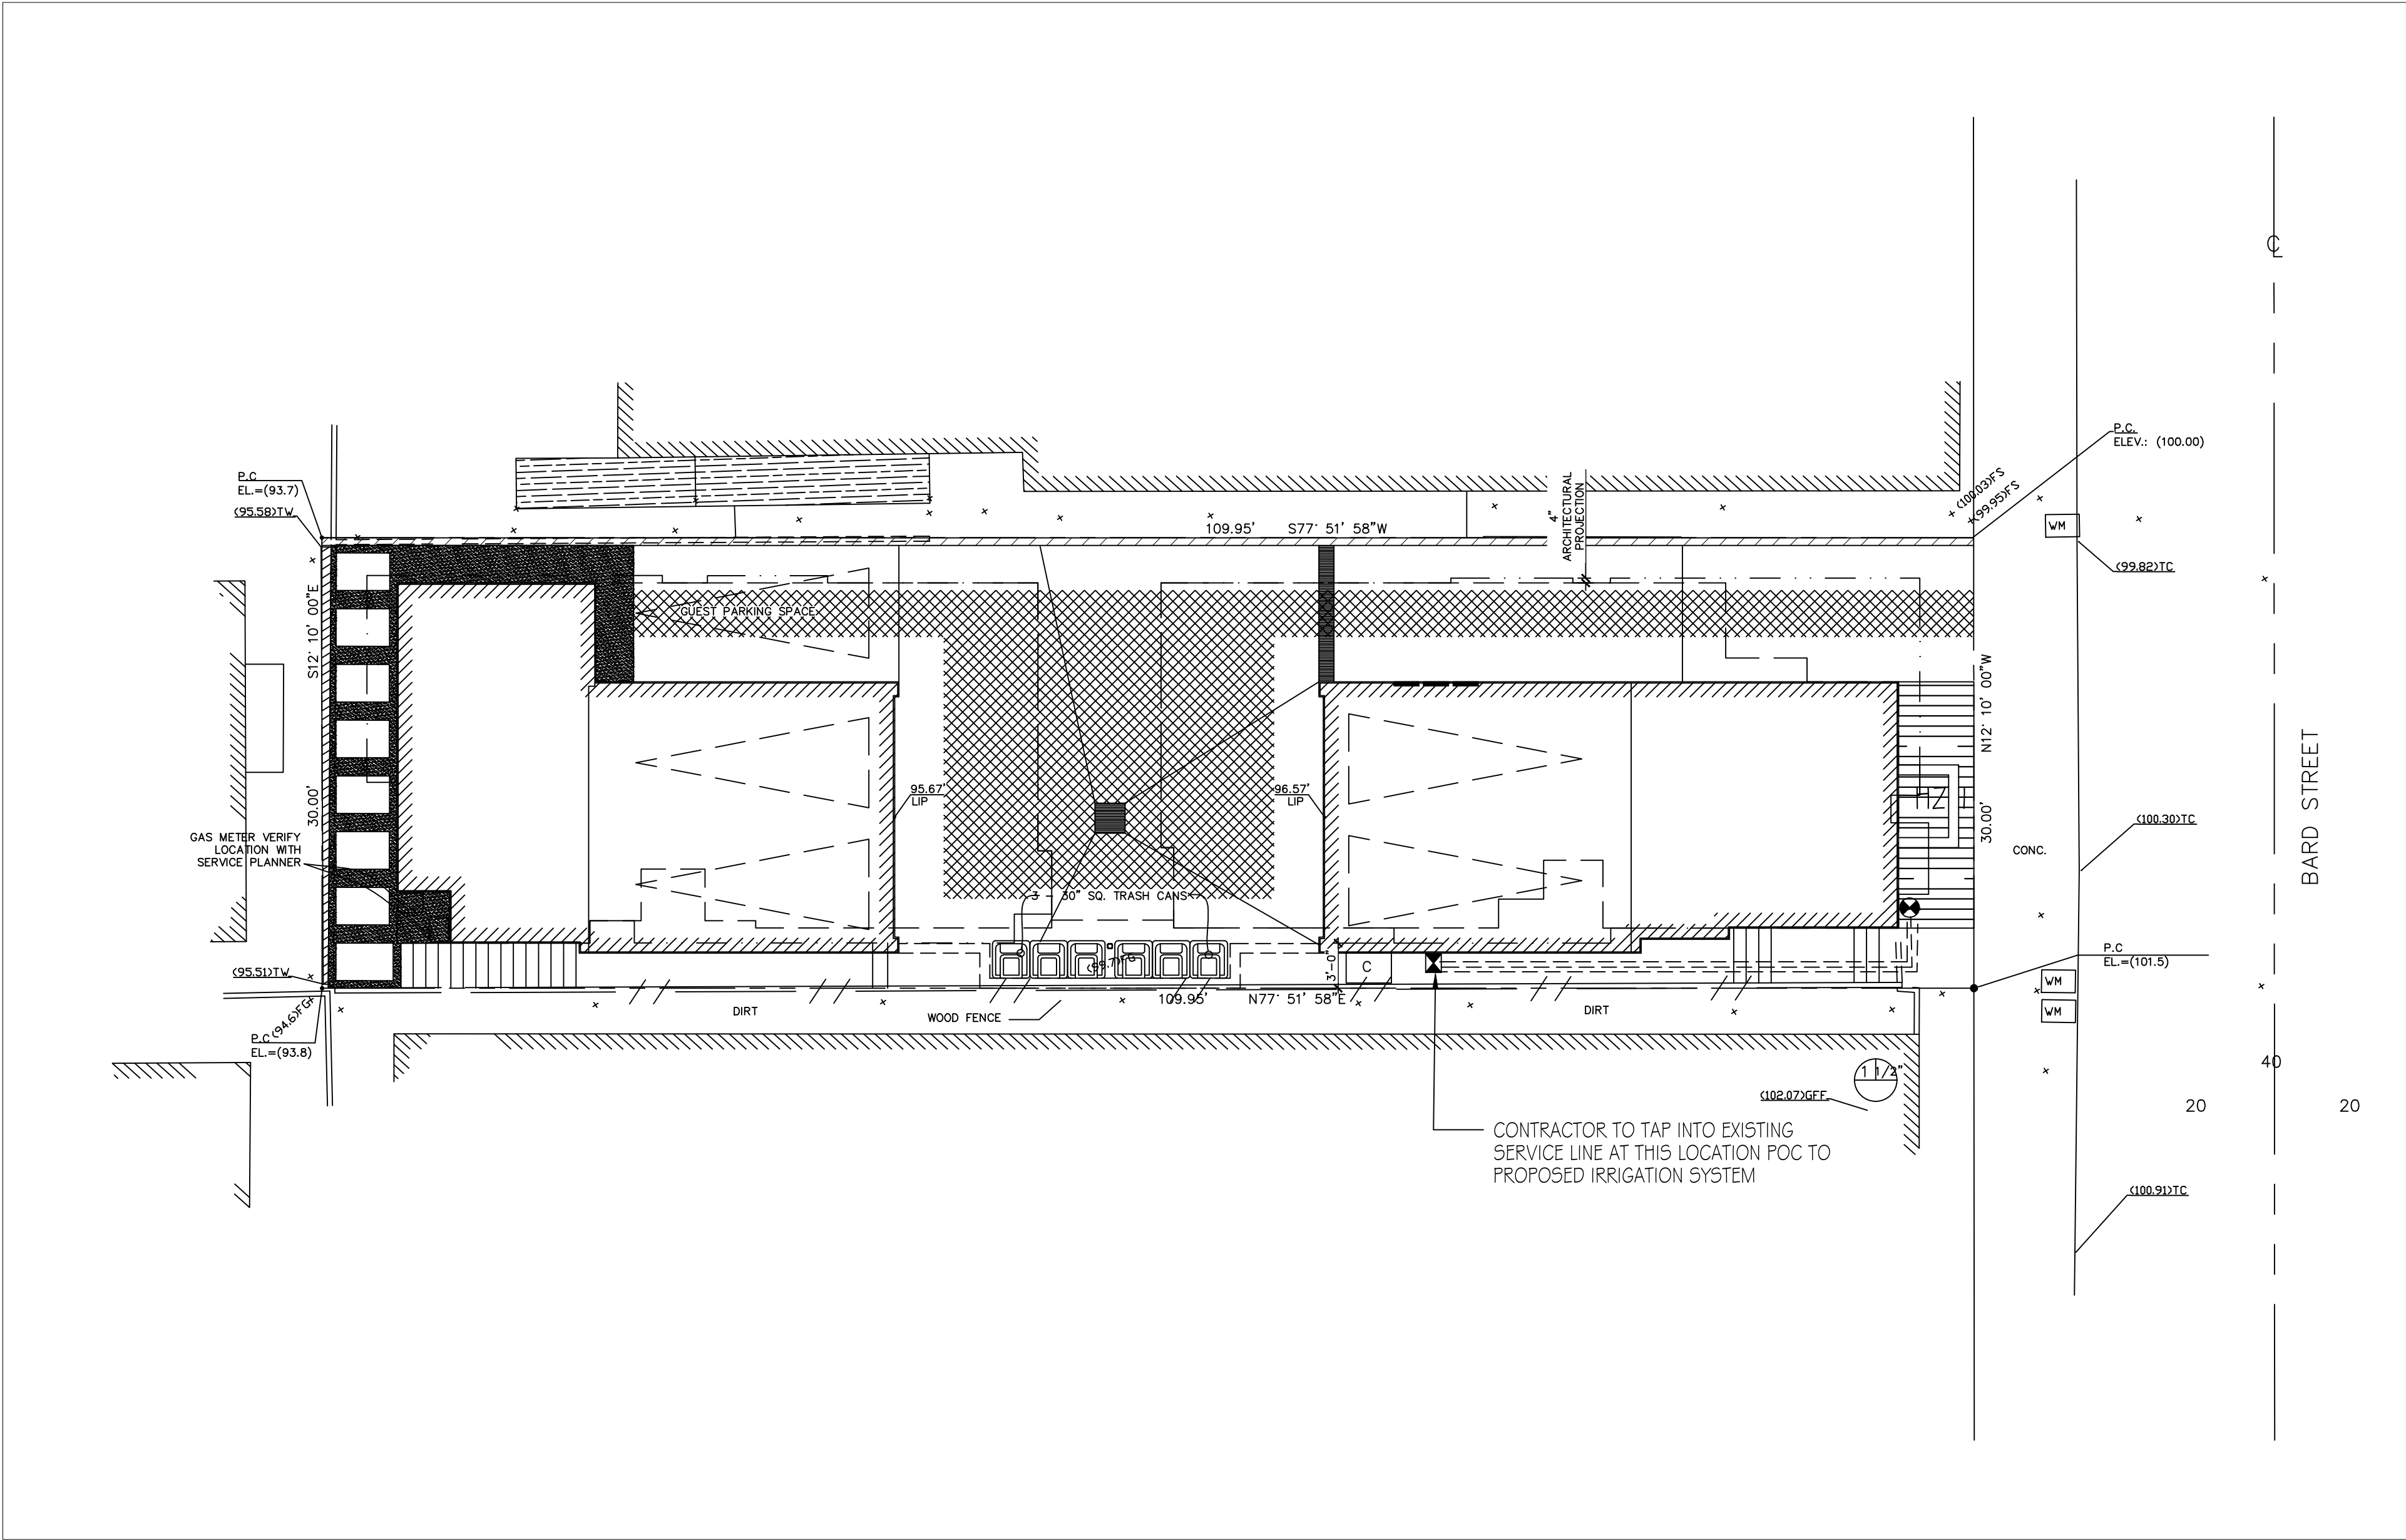 ℄
P.C.
ELEV.: (100.00)
(100.03)FS
(99.95)FS
P.C
EL.=(93.7)
(95.58)TW
4"
ARCHITECTURAL
PROJECTION
109.95'
S77° 51' 58"W
WM
(99.82)TC
S12° 10' 00"E
30.00'
GUEST PARKING SPACE
N12° 10' 00"W
30.00'
95.67'
LIP
96.57'
LIP
BARD STREET
(100.30)TC
GAS METER VERIFY
LOCATION WITH
SERVICE PLANNER
CONC.
3 - 30" SQ. TRASH CANS
P.C
EL.=(101.5)
3'-0"
C
(95.51)TW
WM
WM
109.95'
N77° 51' 58"E
DIRT
WOOD FENCE
DIRT
(94.6)FG
P.C
EL.=(93.8)
1 1/2"
40
(102.07)GFF
20
20
CONTRACTOR TO TAP INTO EXISTING
SERVICE LINE AT THIS LOCATION POC TO
PROPOSED IRRIGATION SYSTEM
(100.91)TC